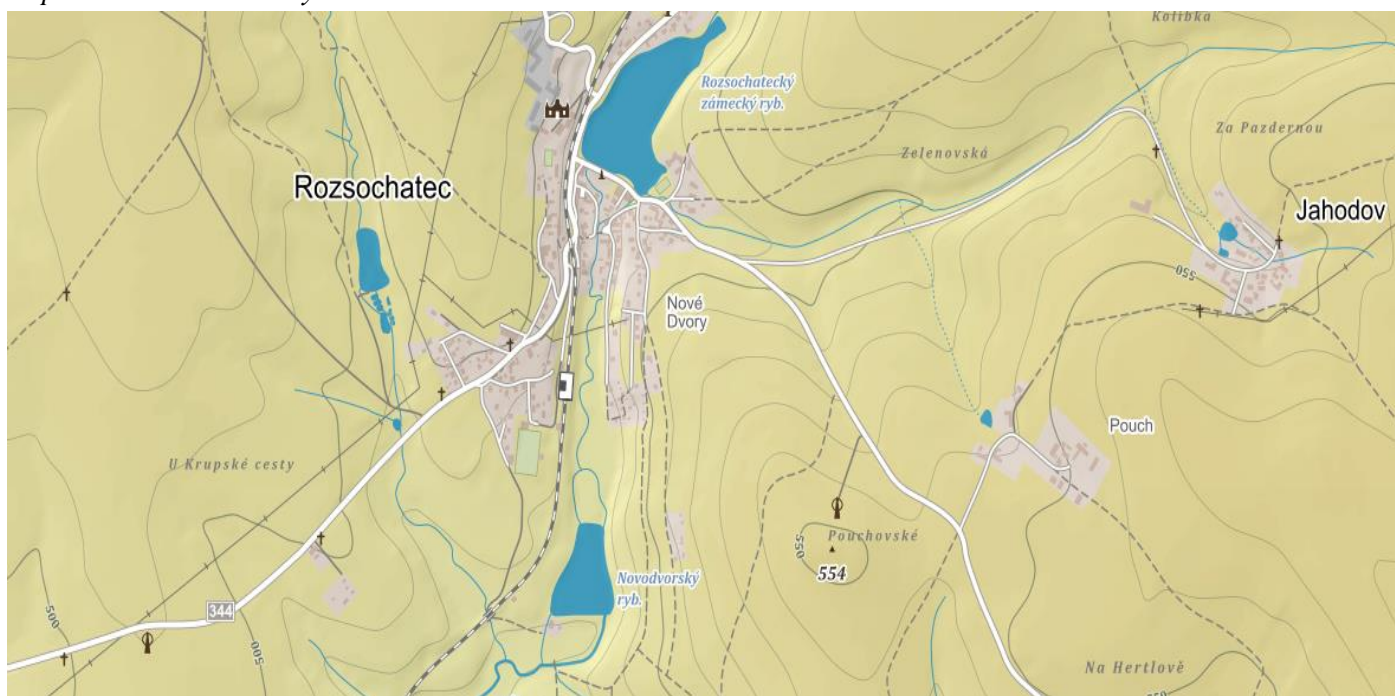 Kolibka
Rozsochatecký
zámecký ryb.
Za Pazdernou
Zelenovská
Rozsochatec
Jahodov
550
Nové
Dvory
Pouch
U Krupské cesty
550
Pouchovské
554
Novodvorský
ryb.
344
500
500
Na Hertlově